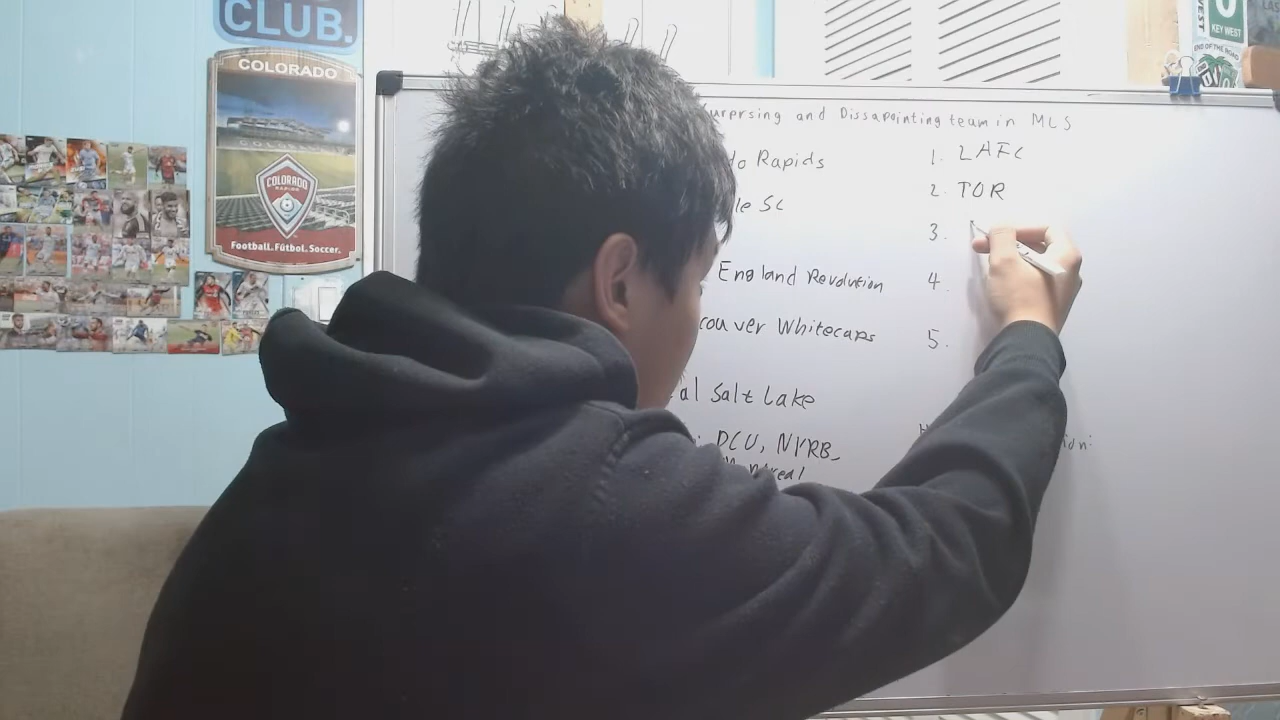 CLUB.
COLORADO
COLORADO
RAPIDS
Football. Fútbol. Soccer.
KEY WEST
END OF THE ROAD
urpersing and Dissapointing team in MLS
do Rapids
le SC
England Revolution
couver Whitecaps
al Salt Lake
: DCU, NYRB,
Montreal
1. LAFC
2. TOR
3.
4.
5.
H
ion: